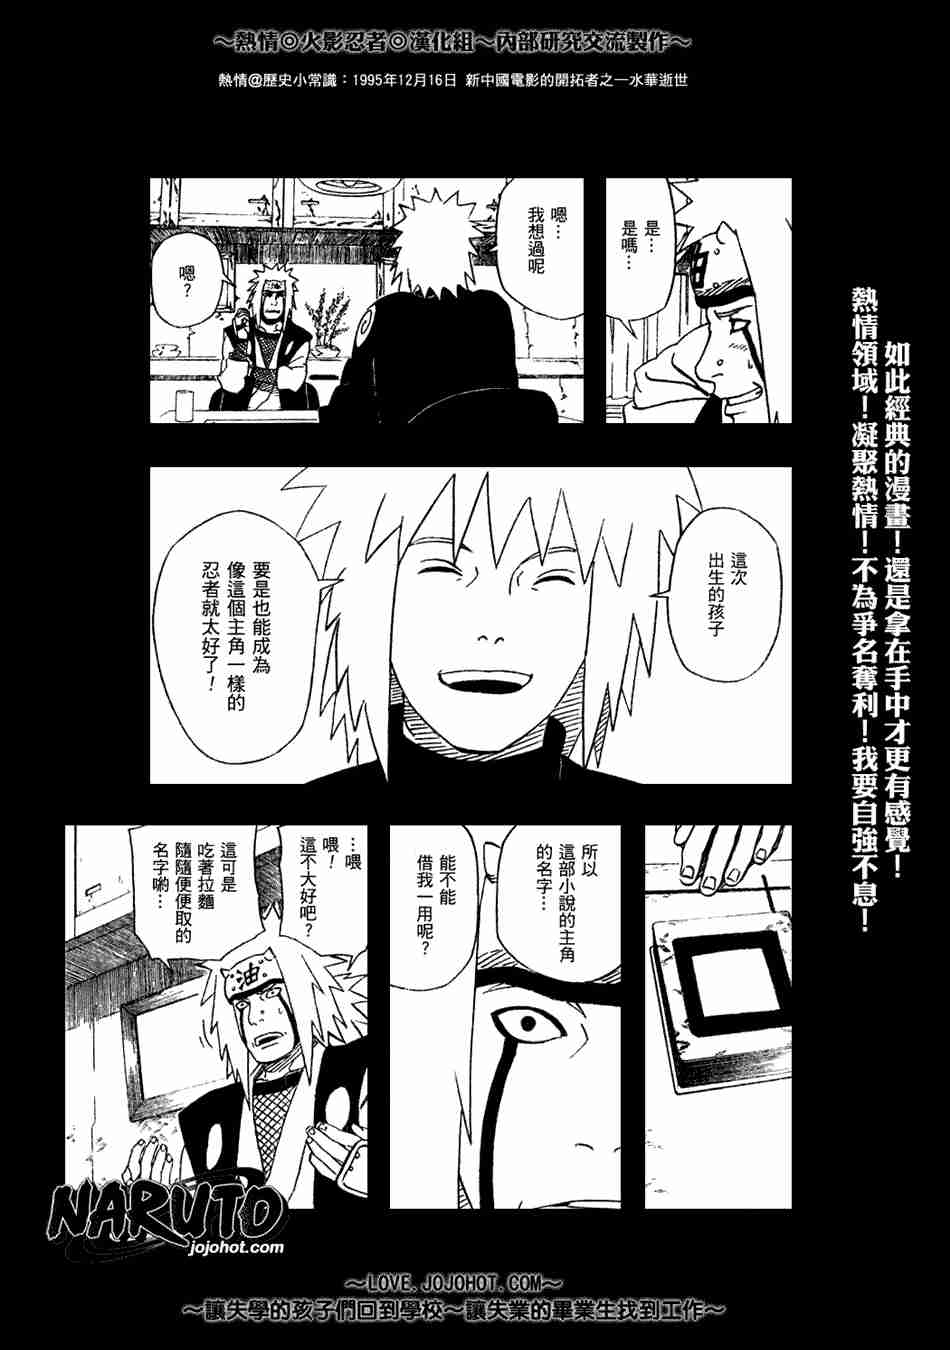 ～熱情◎火影忍者◎漢化組～內部研究交流製作～
熱情@歷史小常識：1995年12月16日 新中國電影的開拓者之一水華逝世
是…
是嗎…
嗯…
我想過呢
嗯？
這次
出生的孩子
要是也能成為
像這個主角一樣的
忍者就太好了！
所以
這部小說的主角
的名字…
能不能
借我一用呢？
…喂
喂！
這不大好吧？
這可是
吃著拉麵
隨隨便便取的
名字喲…
油
如此經典的漫畫！還是拿在手中才更有感覺！
熱情領域！凝聚熱情！不為爭名奪利！我要自強不息！
NARUTO
jojohot.com
～LOVE.JOJOHOT.COM～
～讓失學的孩子們回到學校～讓失業的畢業生找到工作～